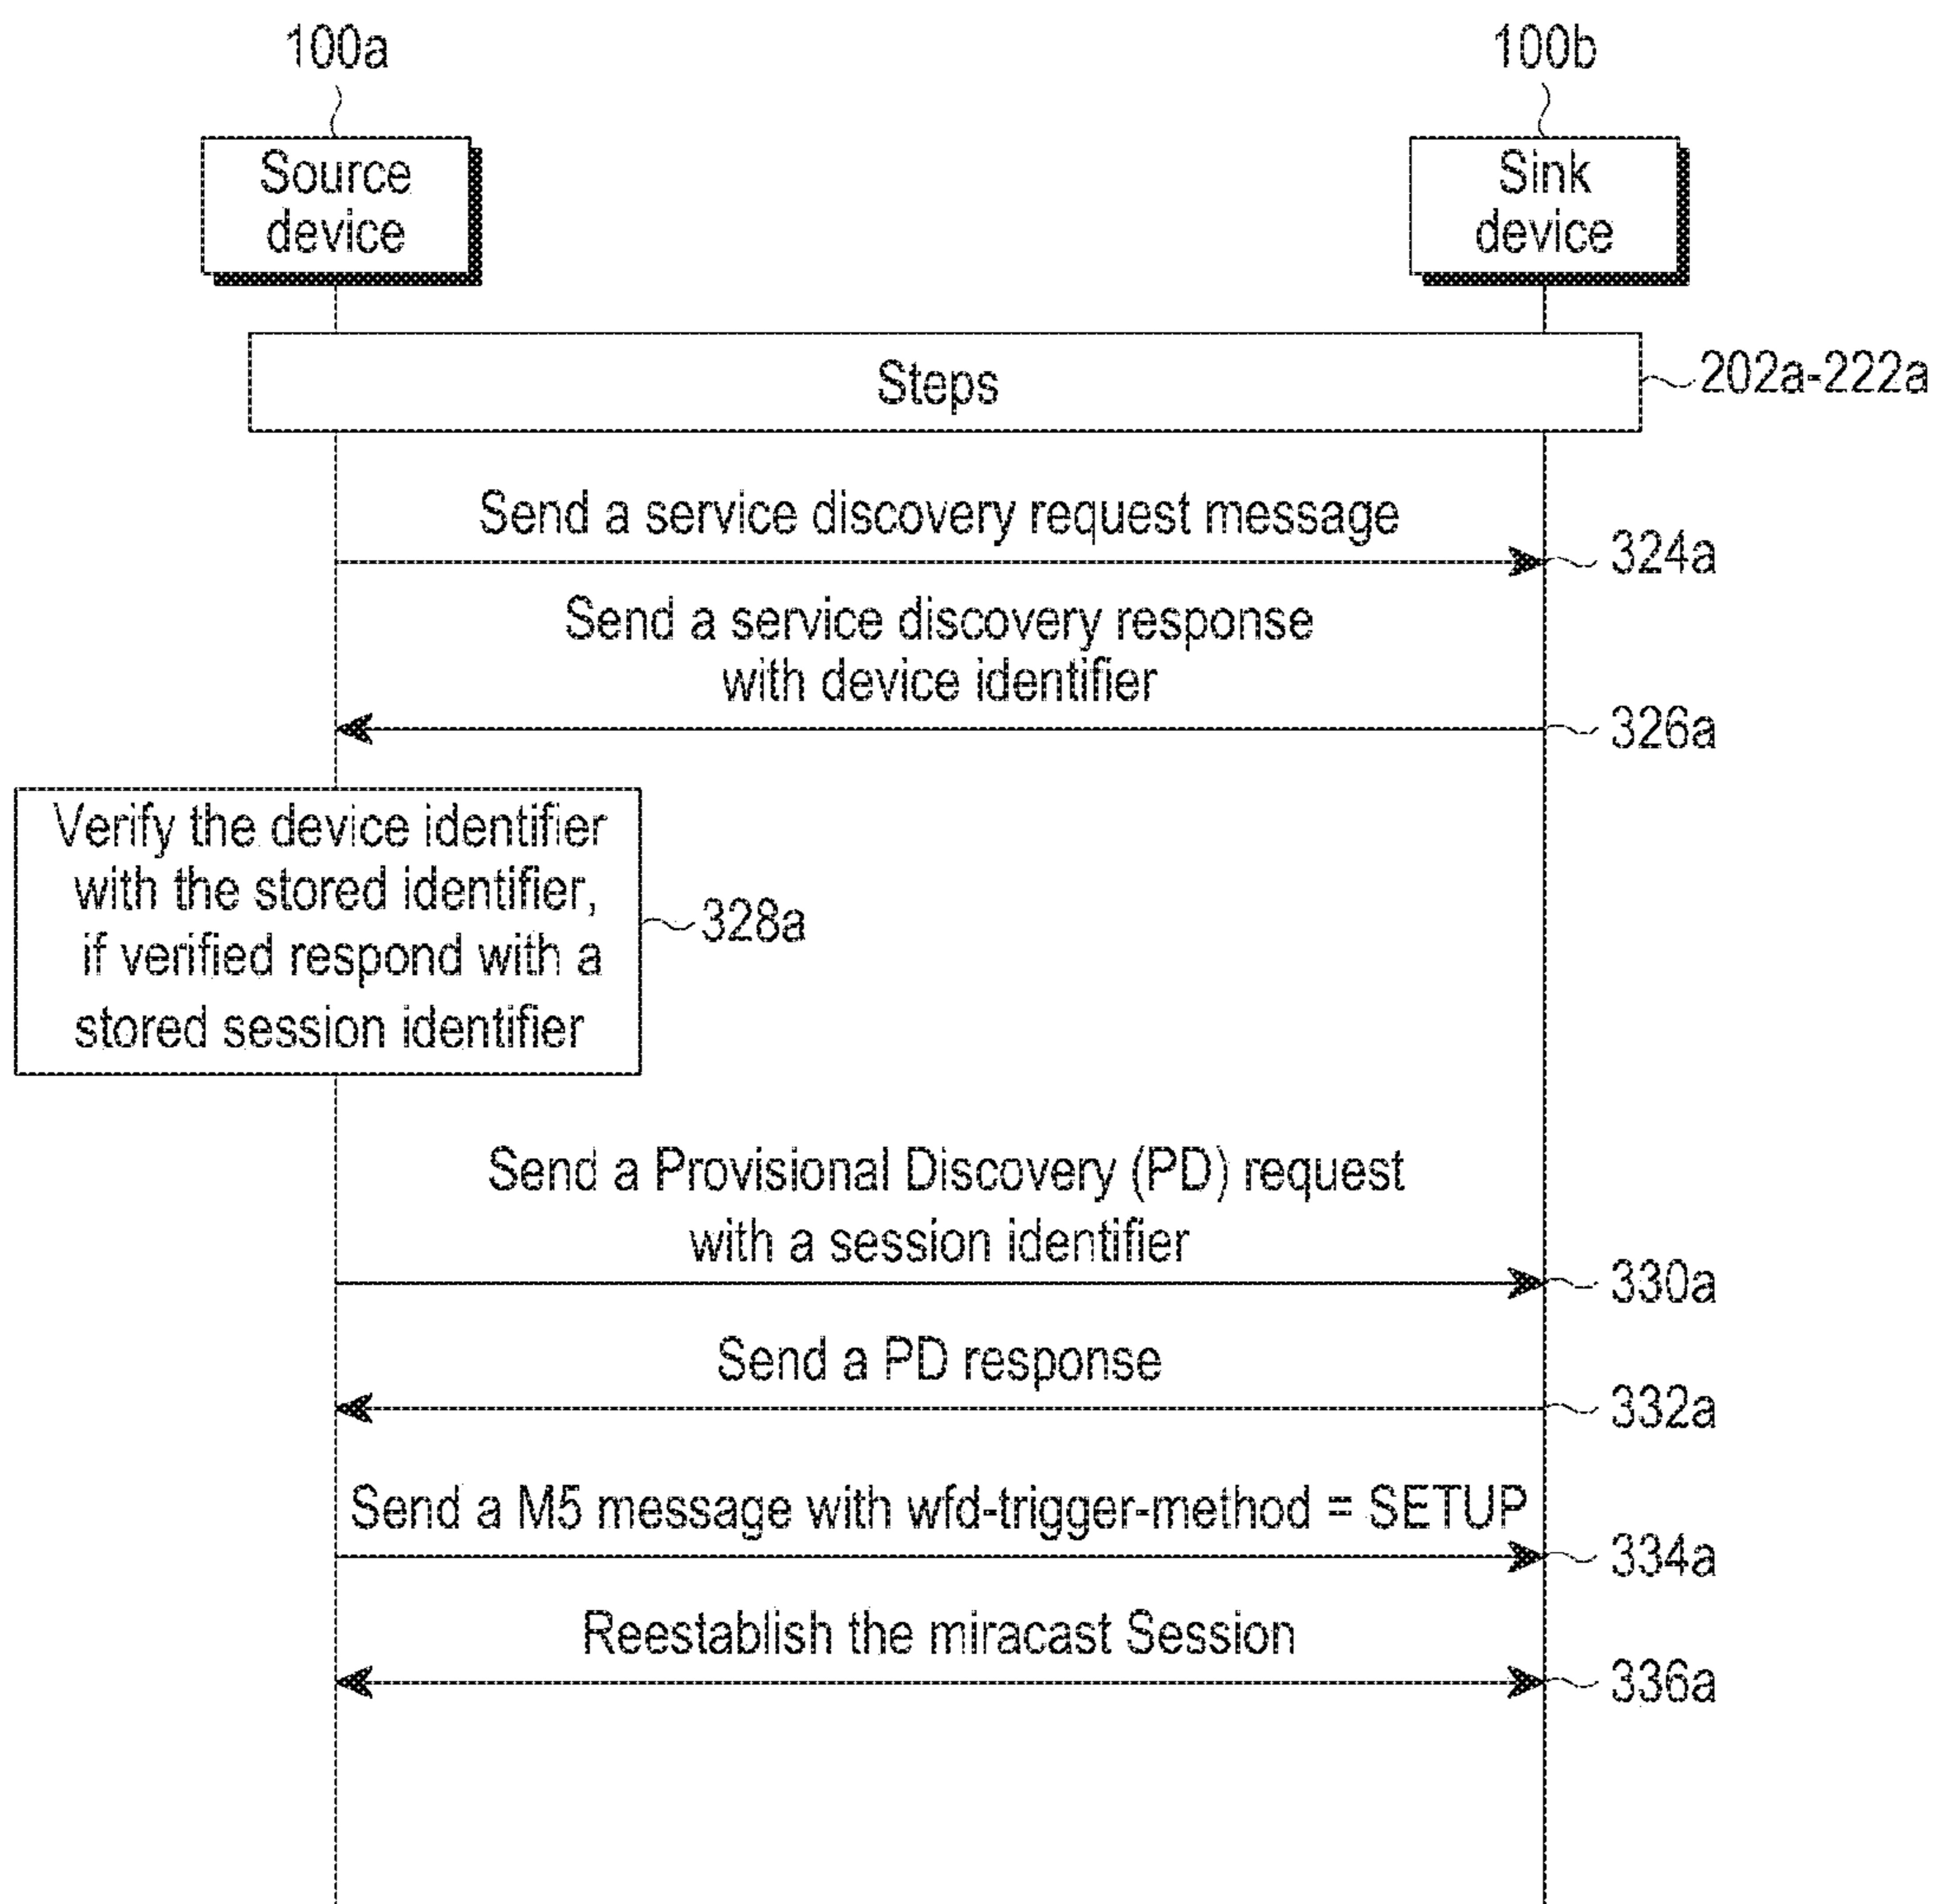 100a
100b
Source
device
Sink
device
Steps
202a-222a
Send a service discovery request message
324a
Send a service discovery response
with device identifier
326a
Verify the device identifier
with the stored identifier,
if verified respond with a
stored session identifier
328a
Send a Provisional Discovery (PD) request
with a session identifier
330a
Send a PD response
332a
Send a M5 message with wfd-trigger-method = SETUP
334a
Reestablish the miracast Session
336a